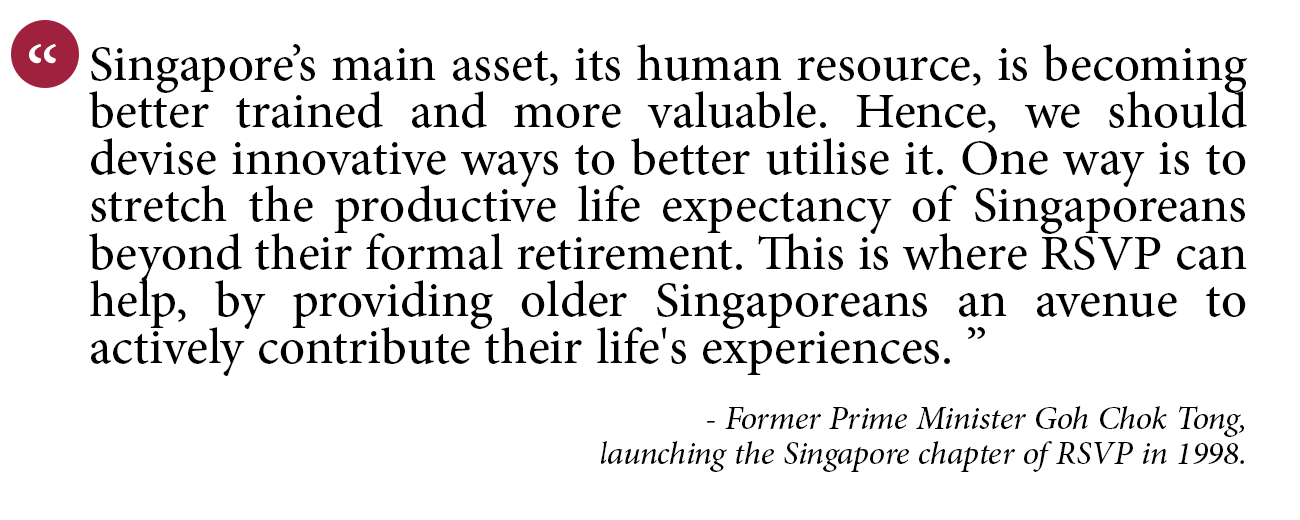 “ Singapore’s main asset, its human resource, is becoming
better trained and more valuable. Hence, we should
devise innovative ways to better utilise it. One way is to
stretch the productive life expectancy of Singaporeans
beyond their formal retirement. This is where RSVP can
help, by providing older Singaporeans an avenue to
actively contribute their life's experiences. ”
- Former Prime Minister Goh Chok Tong,
launching the Singapore chapter of RSVP in 1998.